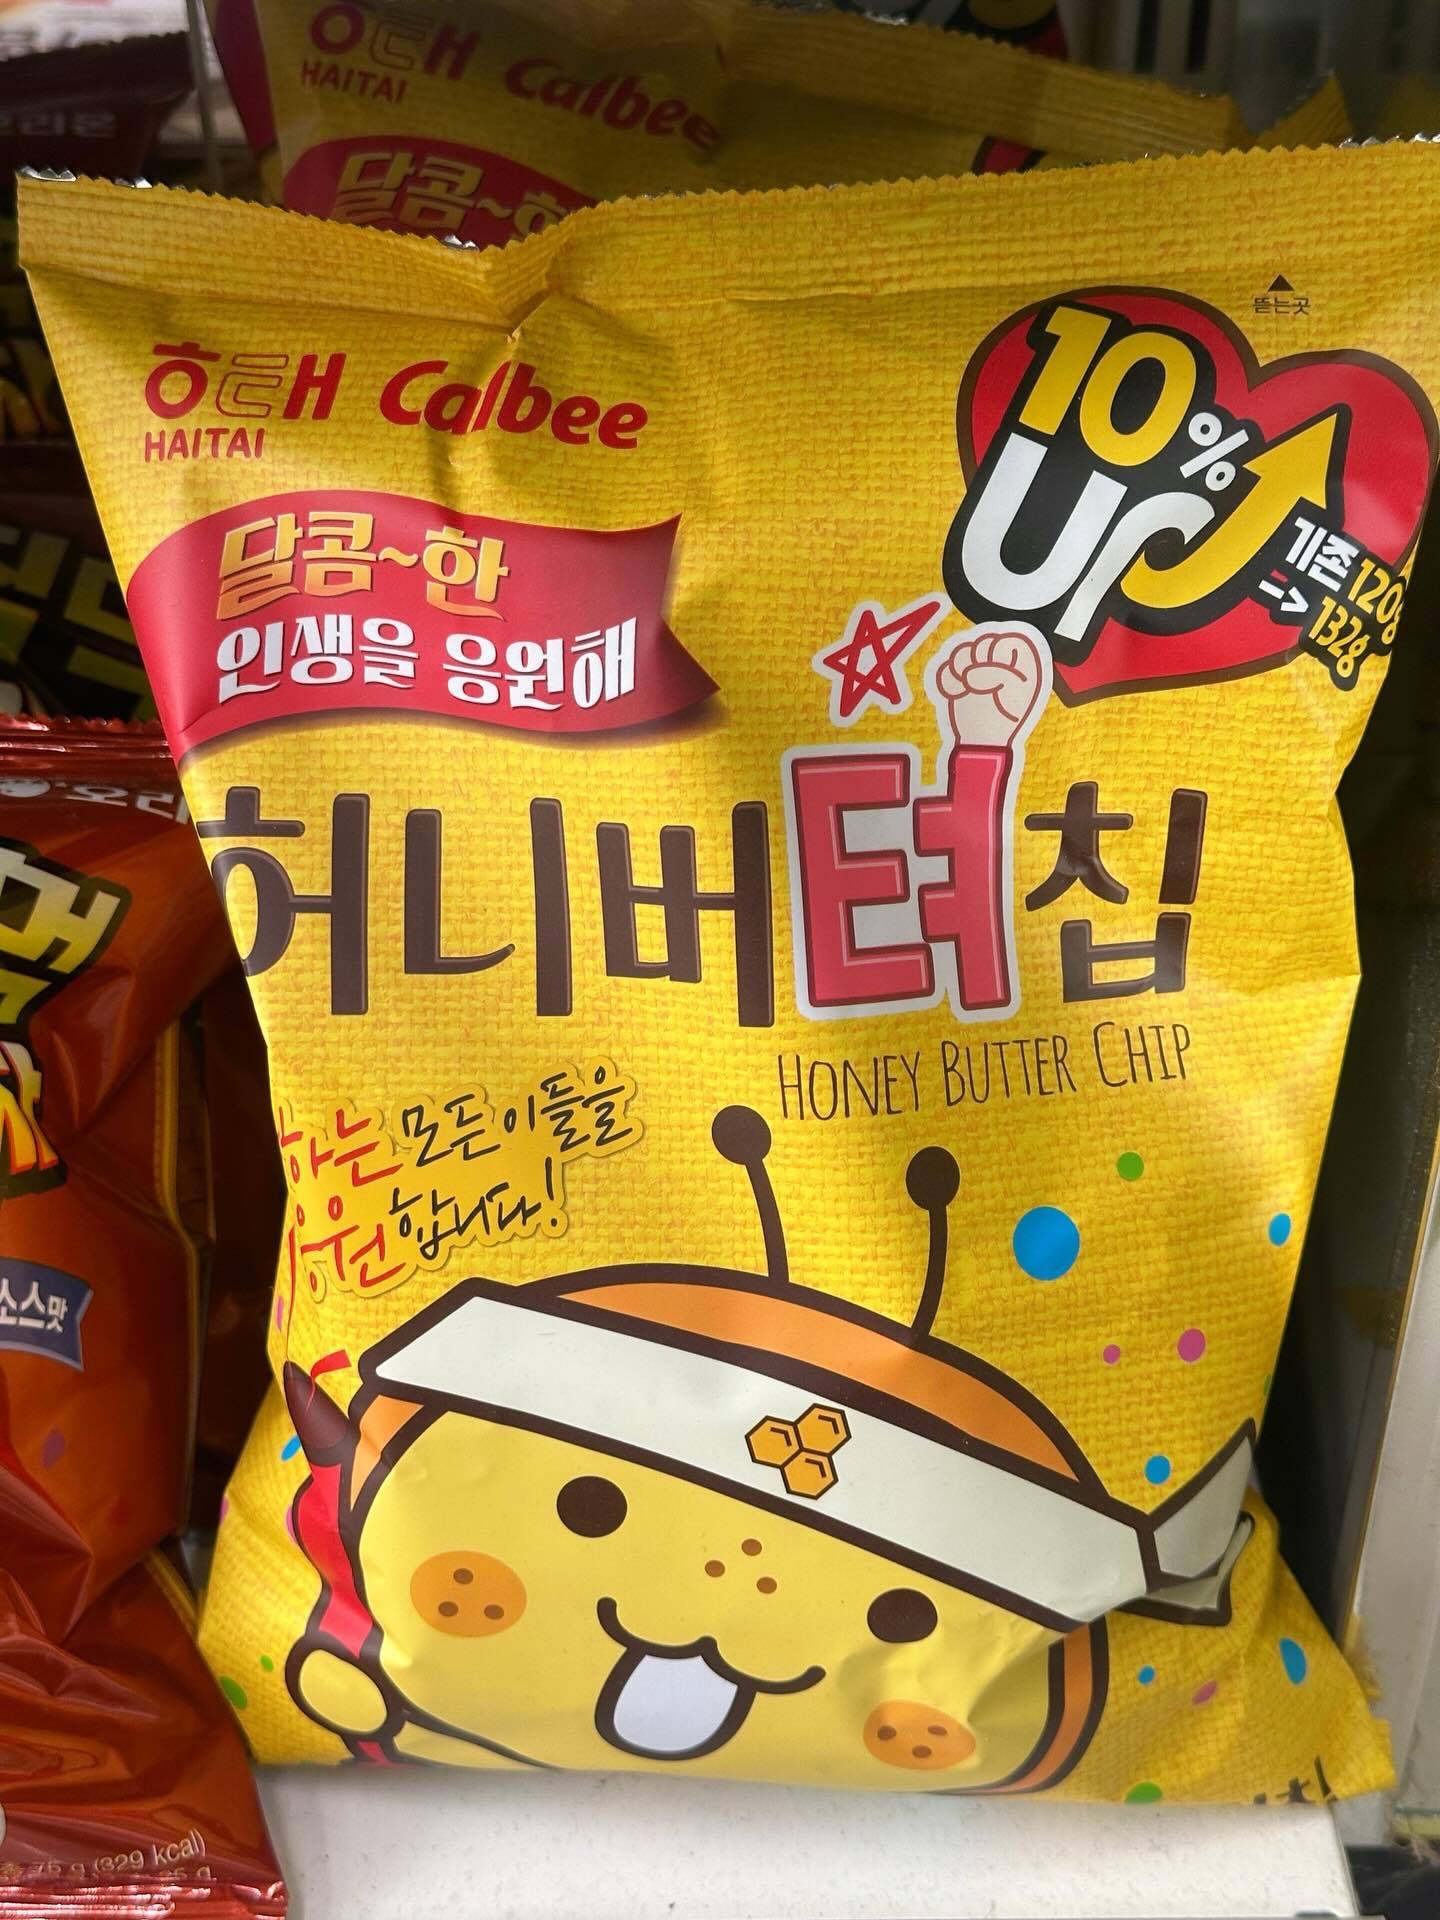 해태
HAITAI
Calbee
달콤~한
해태 Calbee
HAITAI
뜯는곳
10%
UP
기존 120g
=> 132g
달콤~한
인생을 응원해
허니버텨칩
HONEY BUTTER CHIP
하는 모든이들을
응원합니다!
소스맛
75 g (329 kcal)